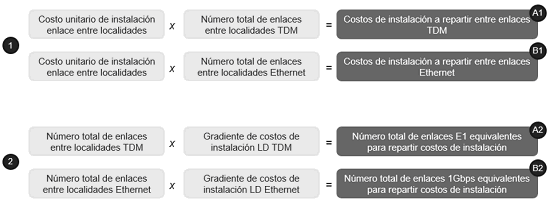 Costo unitario de instalación
enlace entre localidades
x
Número total de enlaces
entre localidades TDM
=
Costos de instalación a repartir entre enlaces
TDM
A1
1
Costo unitario de instalación
enlace entre localidades
x
Número total de enlaces
entre localidades Ethernet
=
Costos de instalación a repartir entre enlaces
Ethernet
B1
Número total de enlaces
entre localidades TDM
x
Gradiente de costos de
instalación LD TDM
=
Número total de enlaces E1 equivalentes
para repartir costos de instalación
A2
2
Número total de enlaces
entre localidades Ethernet
x
Gradiente de costos de
instalación LD Ethernet
=
Número total de enlaces 1Gbps equivalentes
para repartir costos de instalación
B2